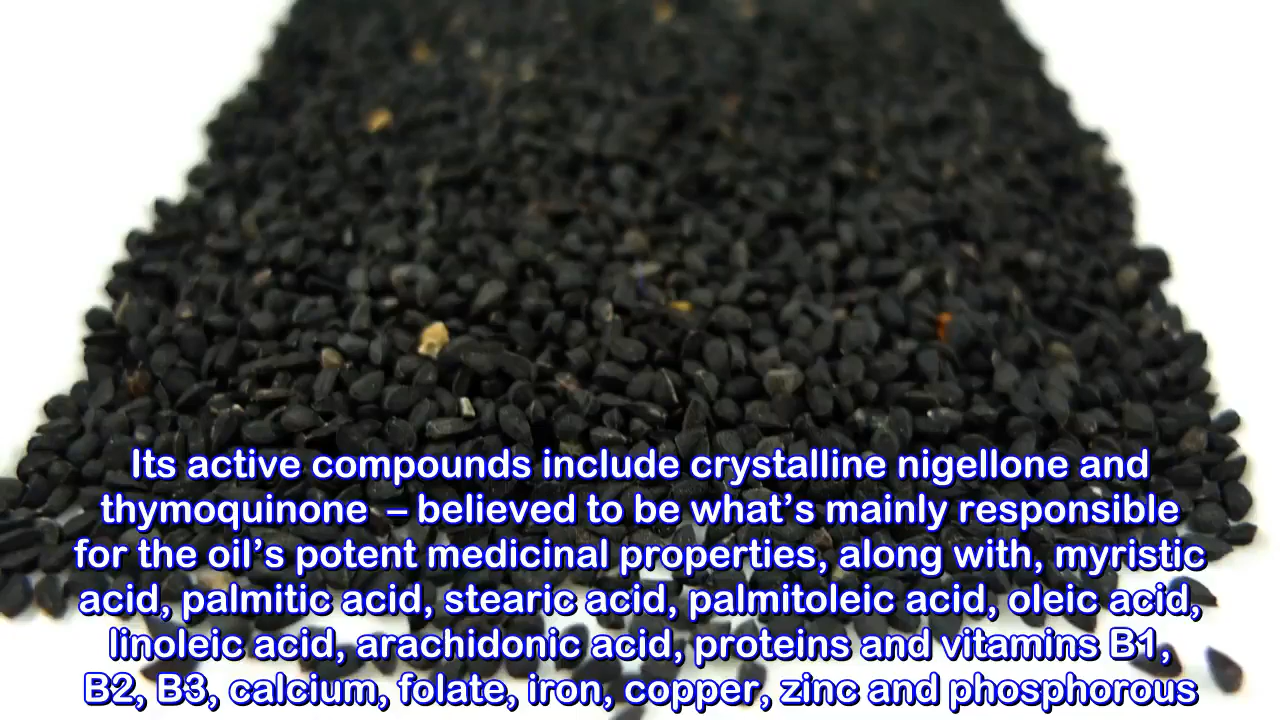 Its active compounds include crystalline nigellone and
thymoquinone – believed to be what’s mainly responsible
for the oil’s potent medicinal properties, along with, myristic
acid, palmitic acid, stearic acid, palmitoleic acid, oleic acid,
linoleic acid, arachidonic acid, proteins and vitamins B1,
B2, B3, calcium, folate, iron, copper, zinc and phosphorous